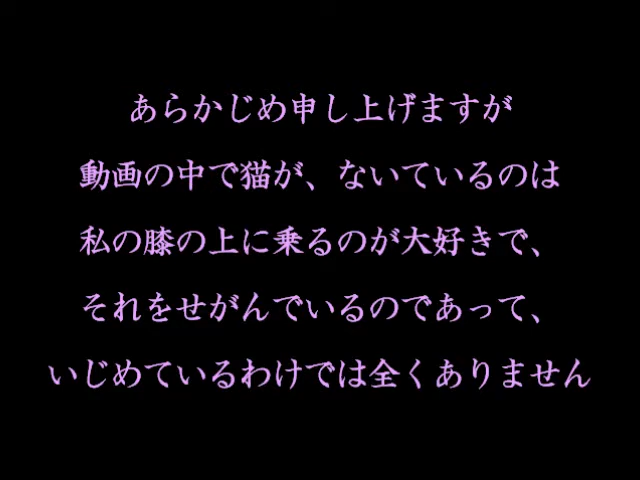 あらかじめ申し上げますが
動画の中で猫が、ないているのは
私の膝の上に乗るのが大好きで、
それをせがんでいるのであって、
いじめているわけでは全くありません